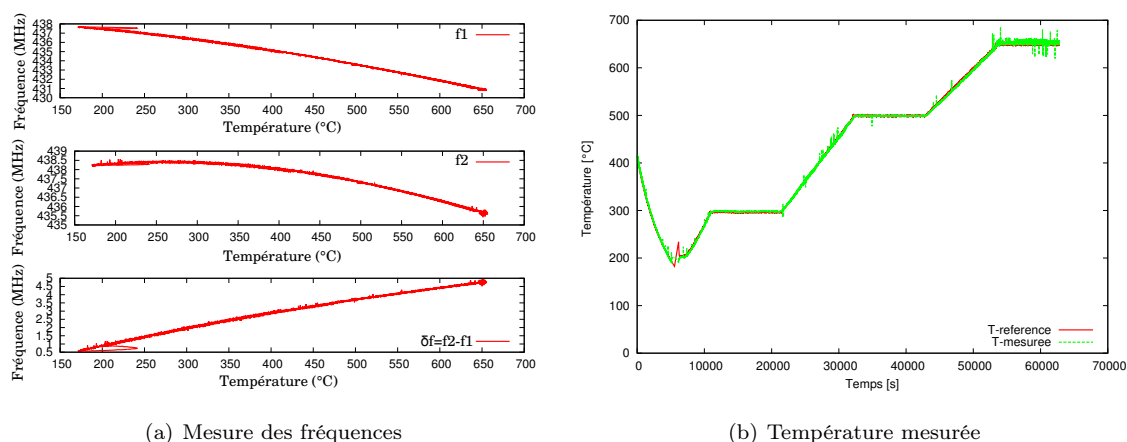 438
437
436
435
434
433
432
431
430
150 200 250 300 350 400 450 500 550 600 650 700
Fréquence (MHz)
Température (°C)
f1
439
438.5
438
437.5
437
436.5
436
435.5
435
150 200 250 300 350 400 450 500 550 600 650 700
Fréquence (MHz)
Température (°C)
f2
5
4.5
4
3.5
3
2.5
2
1.5
1
0.5
150 200 250 300 350 400 450 500 550 600 650 700
Fréquence (MHz)
Température (°C)
δf=f2-f1
(a) Mesure des fréquences
700
600
500
400
300
200
100
0
0 10000 20000 30000 40000 50000 60000 70000
Température [°C]
Temps [s]
T-reference
T-mesuree
(b) Température mesurée